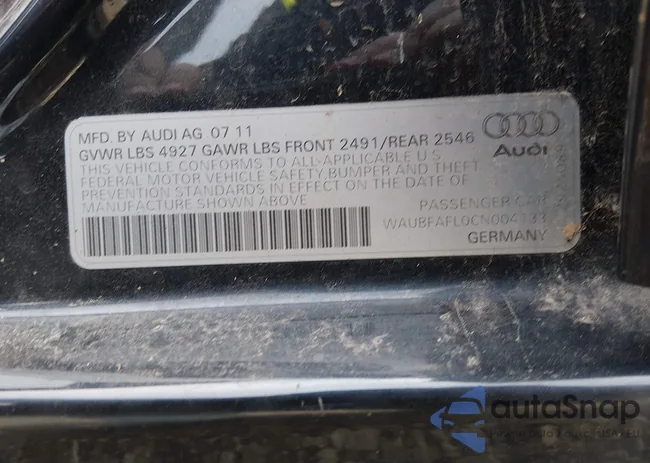 MFD. BY AUDI AG 07 11
GVWR LBS 4927 GAWR LBS FRONT 2491/REAR 2546
THIS VEHICLE CONFORMS TO ALL APPLICABLE U S
FEDERAL MOTOR VEHICLE SAFETY, BUMPER AND THEFT
PREVENTION STANDARDS IN EFFECT ON THE DATE OF
MANUFACTURE SHOWN ABOVE
Audi
PASSENGER CAR
GERMANY
autoSnap